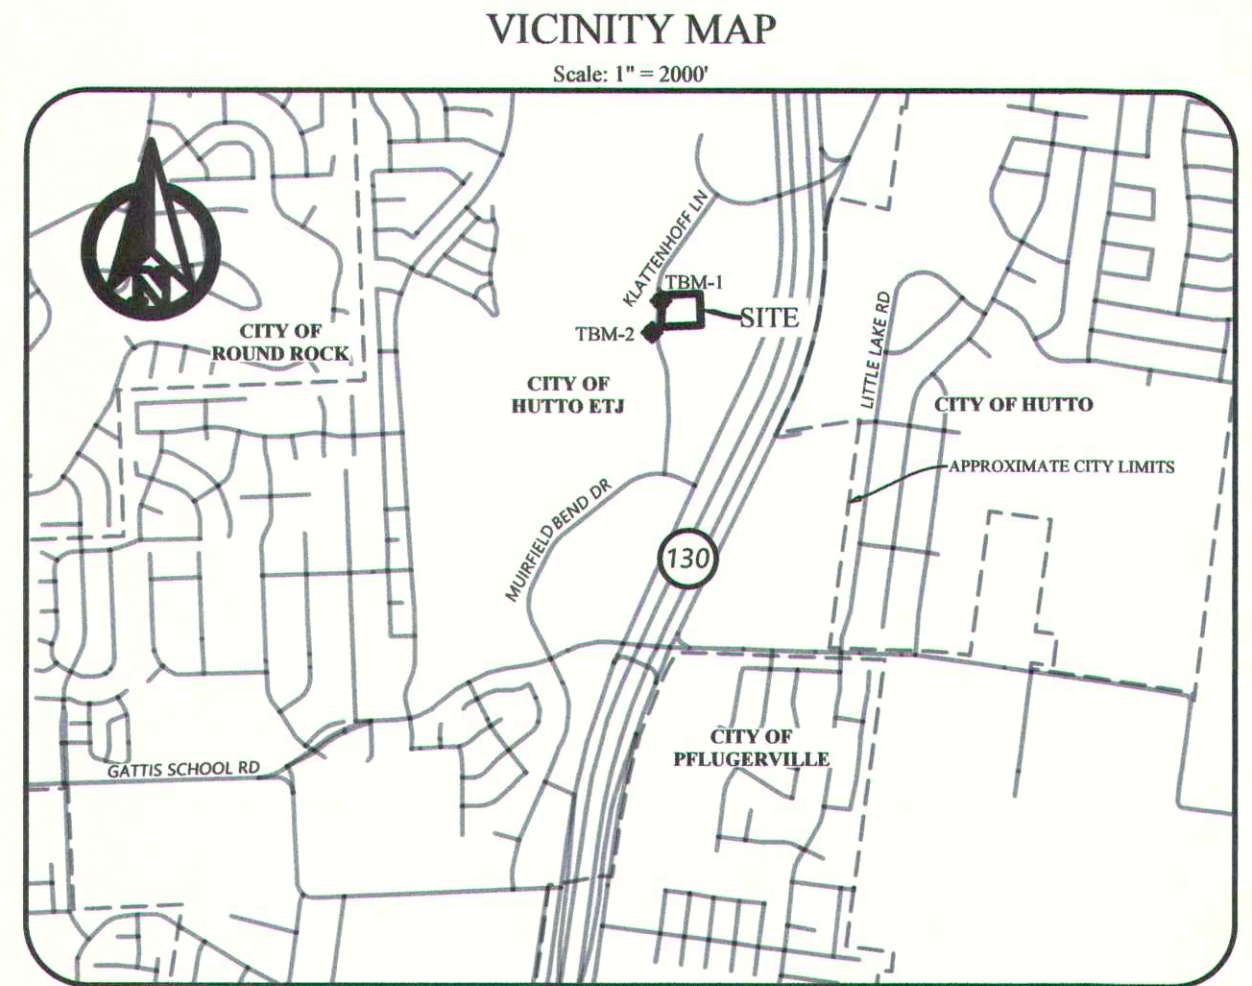 VICINITY MAP
Scale: 1" = 2000'
KLATTENHOFF LN
TBM-1
SITE
TBM-2
N
CITY OF
ROUND ROCK
LITTLE LAKE RD
CITY OF
HUTTO ETJ
CITY OF HUTTO
APPROXIMATE CITY LIMITS
MUIRFIELD BEND DR
130
CITY OF
PFLUGERVILLE
GATTIS SCHOOL RD